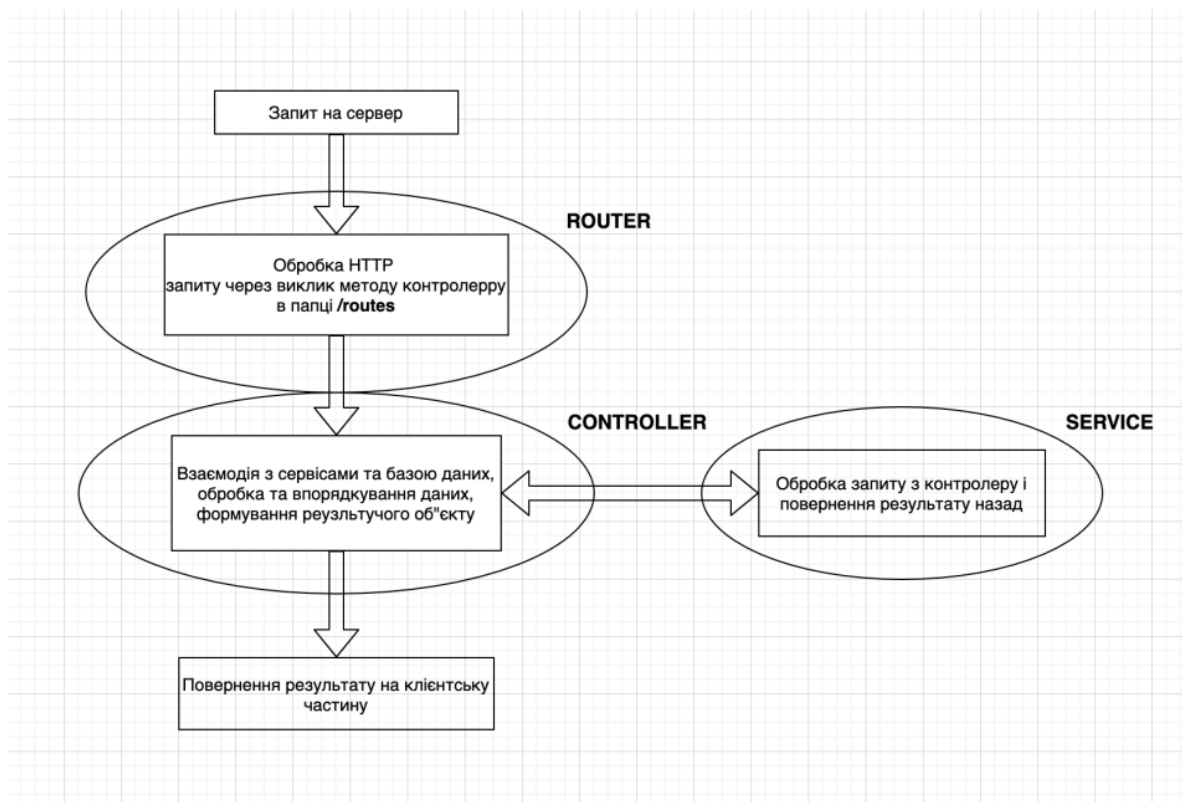 Запит на сервер
ROUTER
Обробка HTTP
запиту через виклик методу контролерру
в папці /routes
CONTROLLER
SERVICE
Взаємодія з сервісами та базою даних,
обробка та впорядкування даних,
формування реузльтучого об"єкту
Обробка запиту з контролеру і
повернення результату назад
Повернення результату на клієнтську
частину